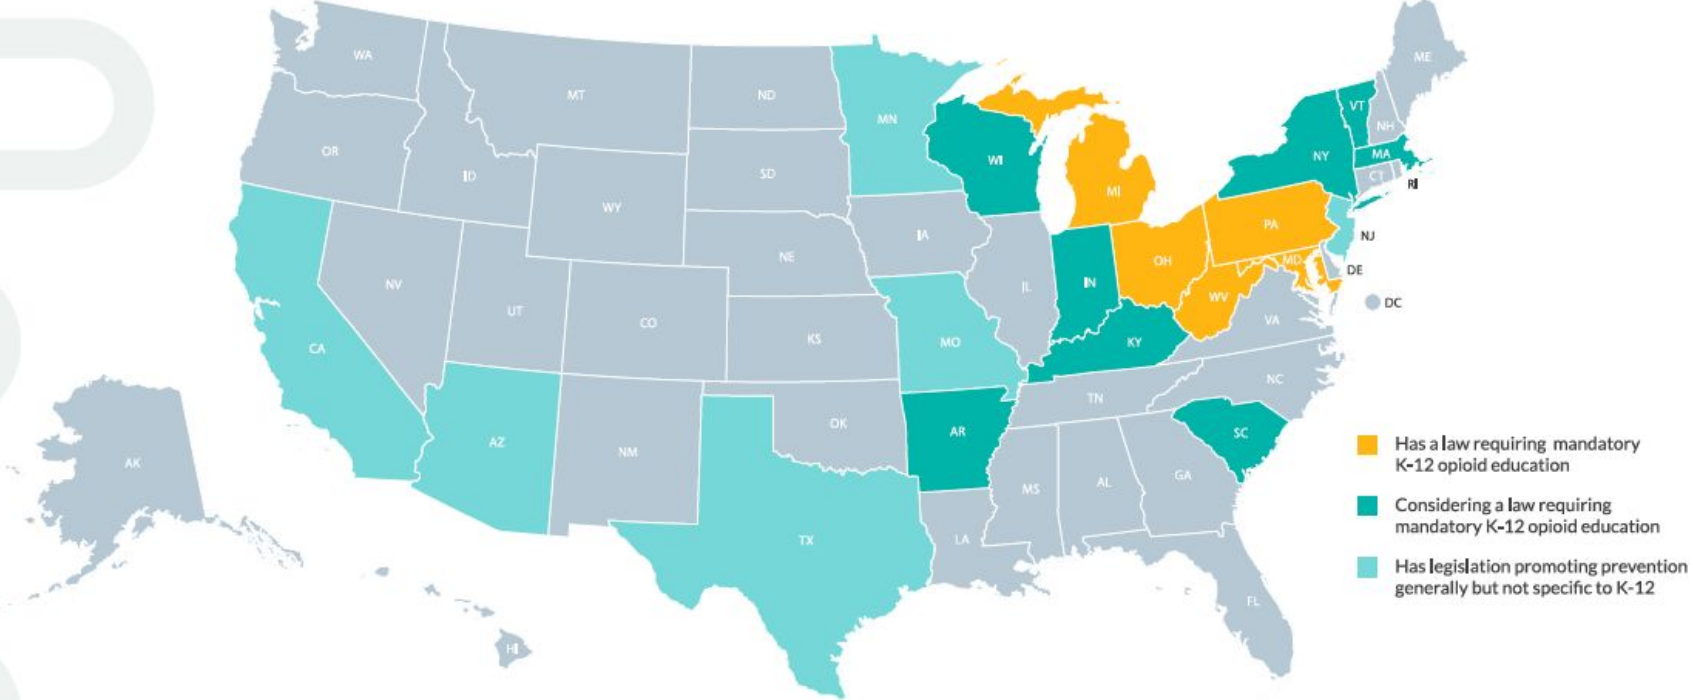 WA
MT
ND
MN
ME
VT
NH
OR
ID
SD
WI
NY
MA
CT
RI
WY
MI
IA
PA
NJ
NE
OH
MD
DE
NV
IL
IN
WV
DC
UT
CO
VA
CA
KS
MO
KY
NC
TN
AZ
OK
AR
SC
NM
AK
MS
AL
GA
TX
LA
FL
HI
Has a law requiring mandatory
K-12 opioid education
Considering a law requiring
mandatory K-12 opioid education
Has legislation promoting prevention
generally but not specific to K-12